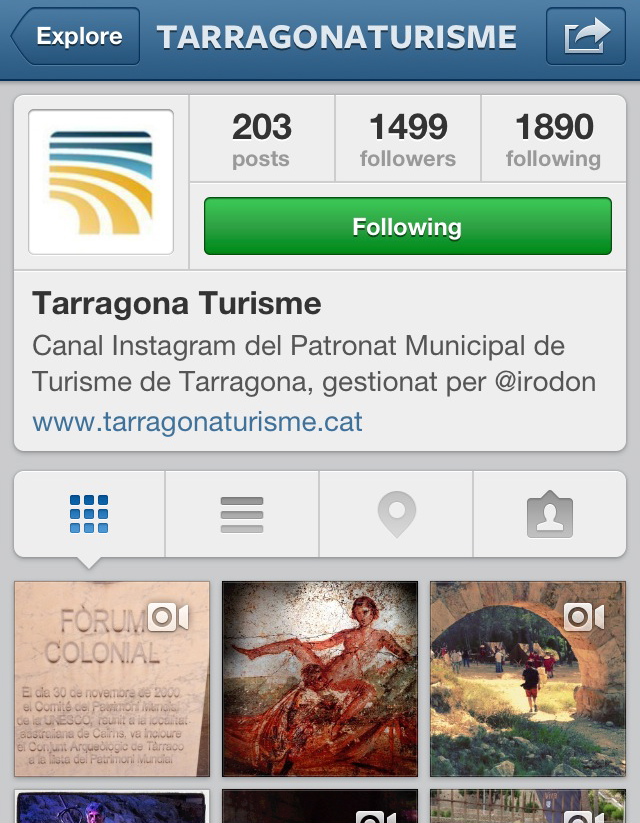 Explore
TARRAGONATURISME
203
posts
1499
followers
1890
following
Following
Tarragona Turisme
Canal Instagram del Patronat Municipal de
Turisme de Tarragona, gestionat per @irodon
www.tarragonaturisme.cat
FÒRUM
COLONIAL
El dia 30 de novembre de 2000
el Comitè del Patrimoni Mundial
de la UNESCO, reunit a la localitat
australiana de Cairns, va incloure
el Conjunt Arqueològic de Tàrraco
a la llista del Patrimoni Mundial